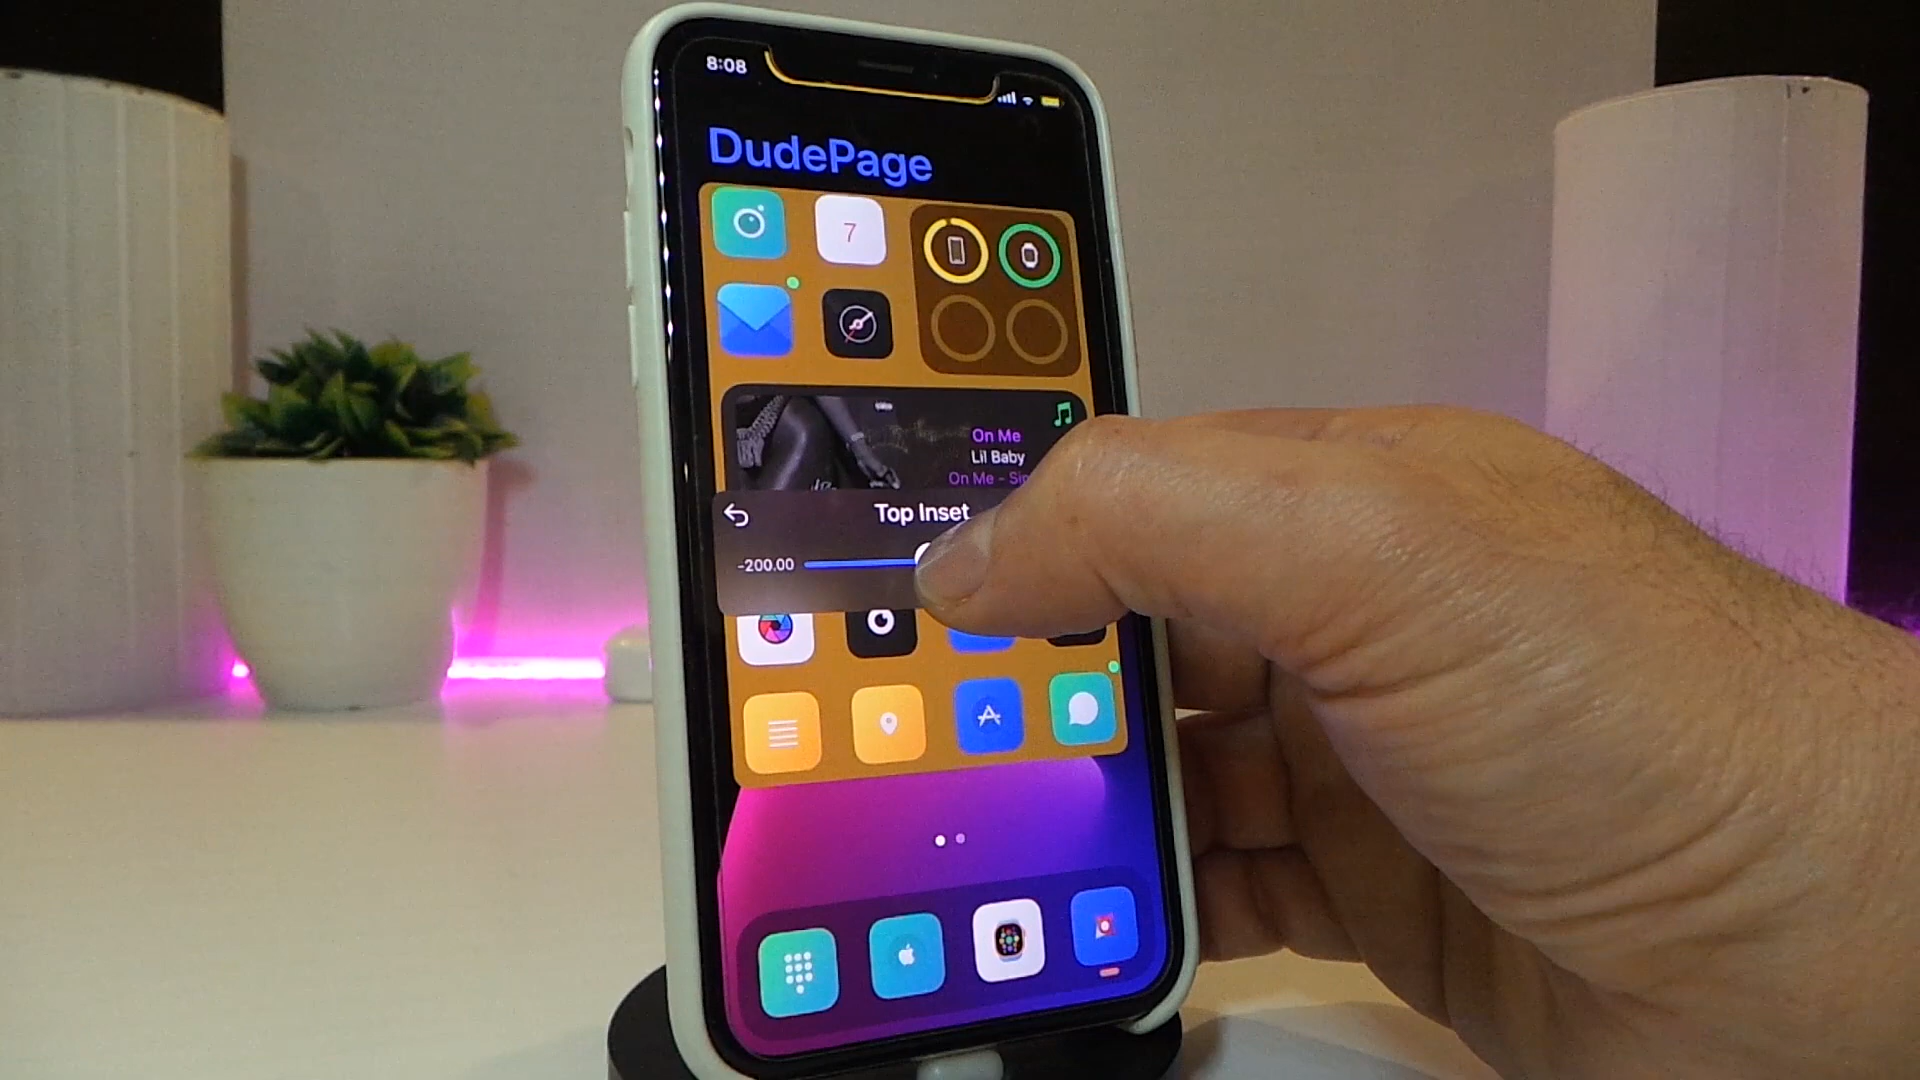 8:08
DudePage
7
On Me
Lil Baby
On Me -
Top Inset
-200.00